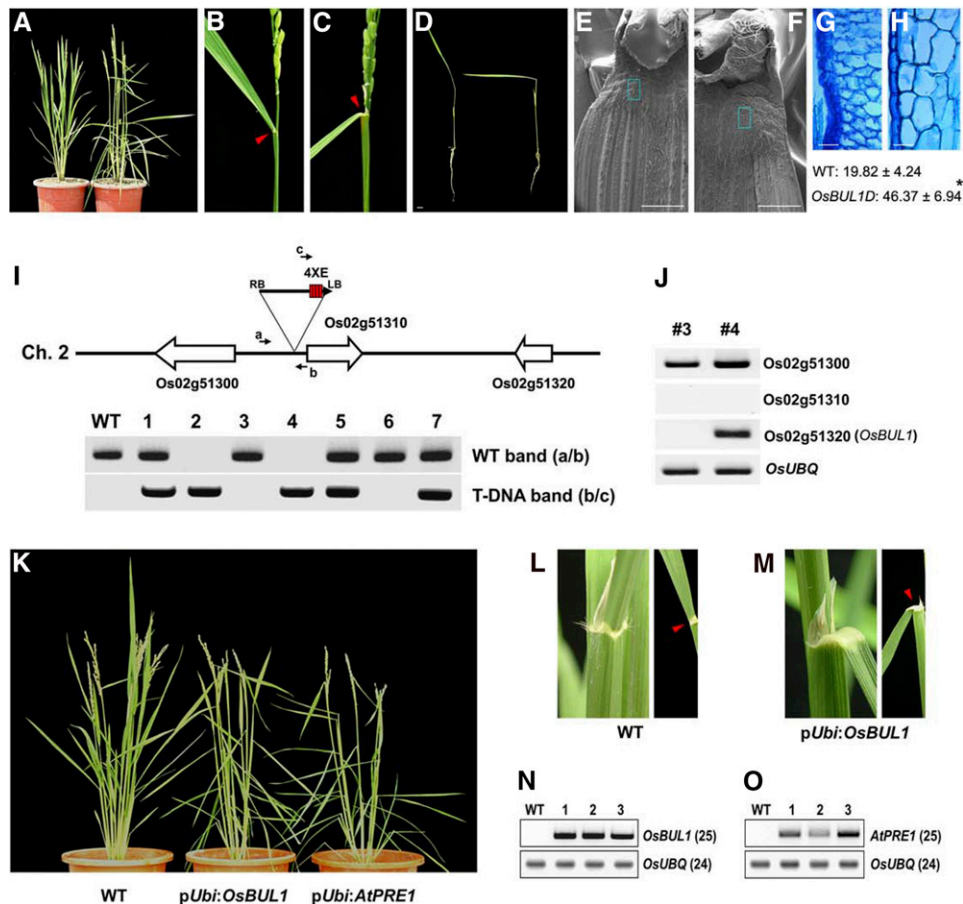 A
B
C
D
E
F
G
H
WT: 19.82 ± 4.24
*
OsBUL1D: 46.37 ± 6.94
I
c
4XE
RB
LB
a
Os02g51310
Ch. 2
b
Os02g51300
Os02g51320
WT 1 2 3 4 5 6 7
WT band (a/b)
T-DNA band (b/c)
J
#3 #4
Os02g51300
Os02g51310
Os02g51320 (OsBUL1)
OsUBQ
K
WT pUbi:OsBUL1 pUbi:AtPRE1
L
WT
M
pUbi:OsBUL1
N
WT 1 2 3
OsBUL1 (25)
OsUBQ (24)
O
WT 1 2 3
AtPRE1 (25)
OsUBQ (24)